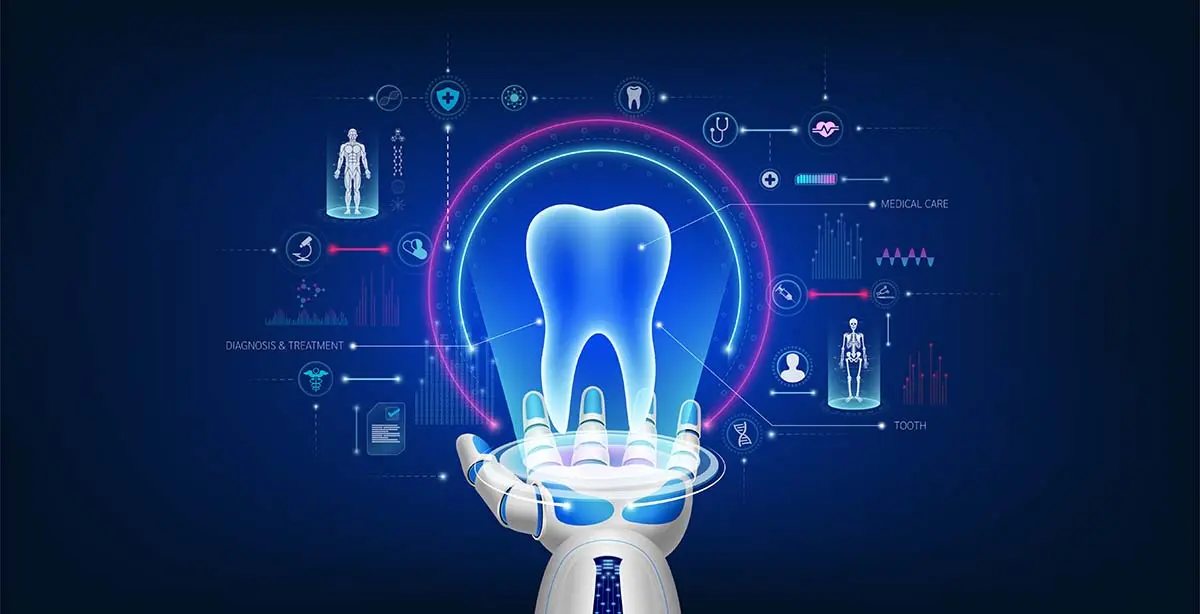 MEDICAL CARE
DIAGNOSIS & TREATMENT
TOOTH